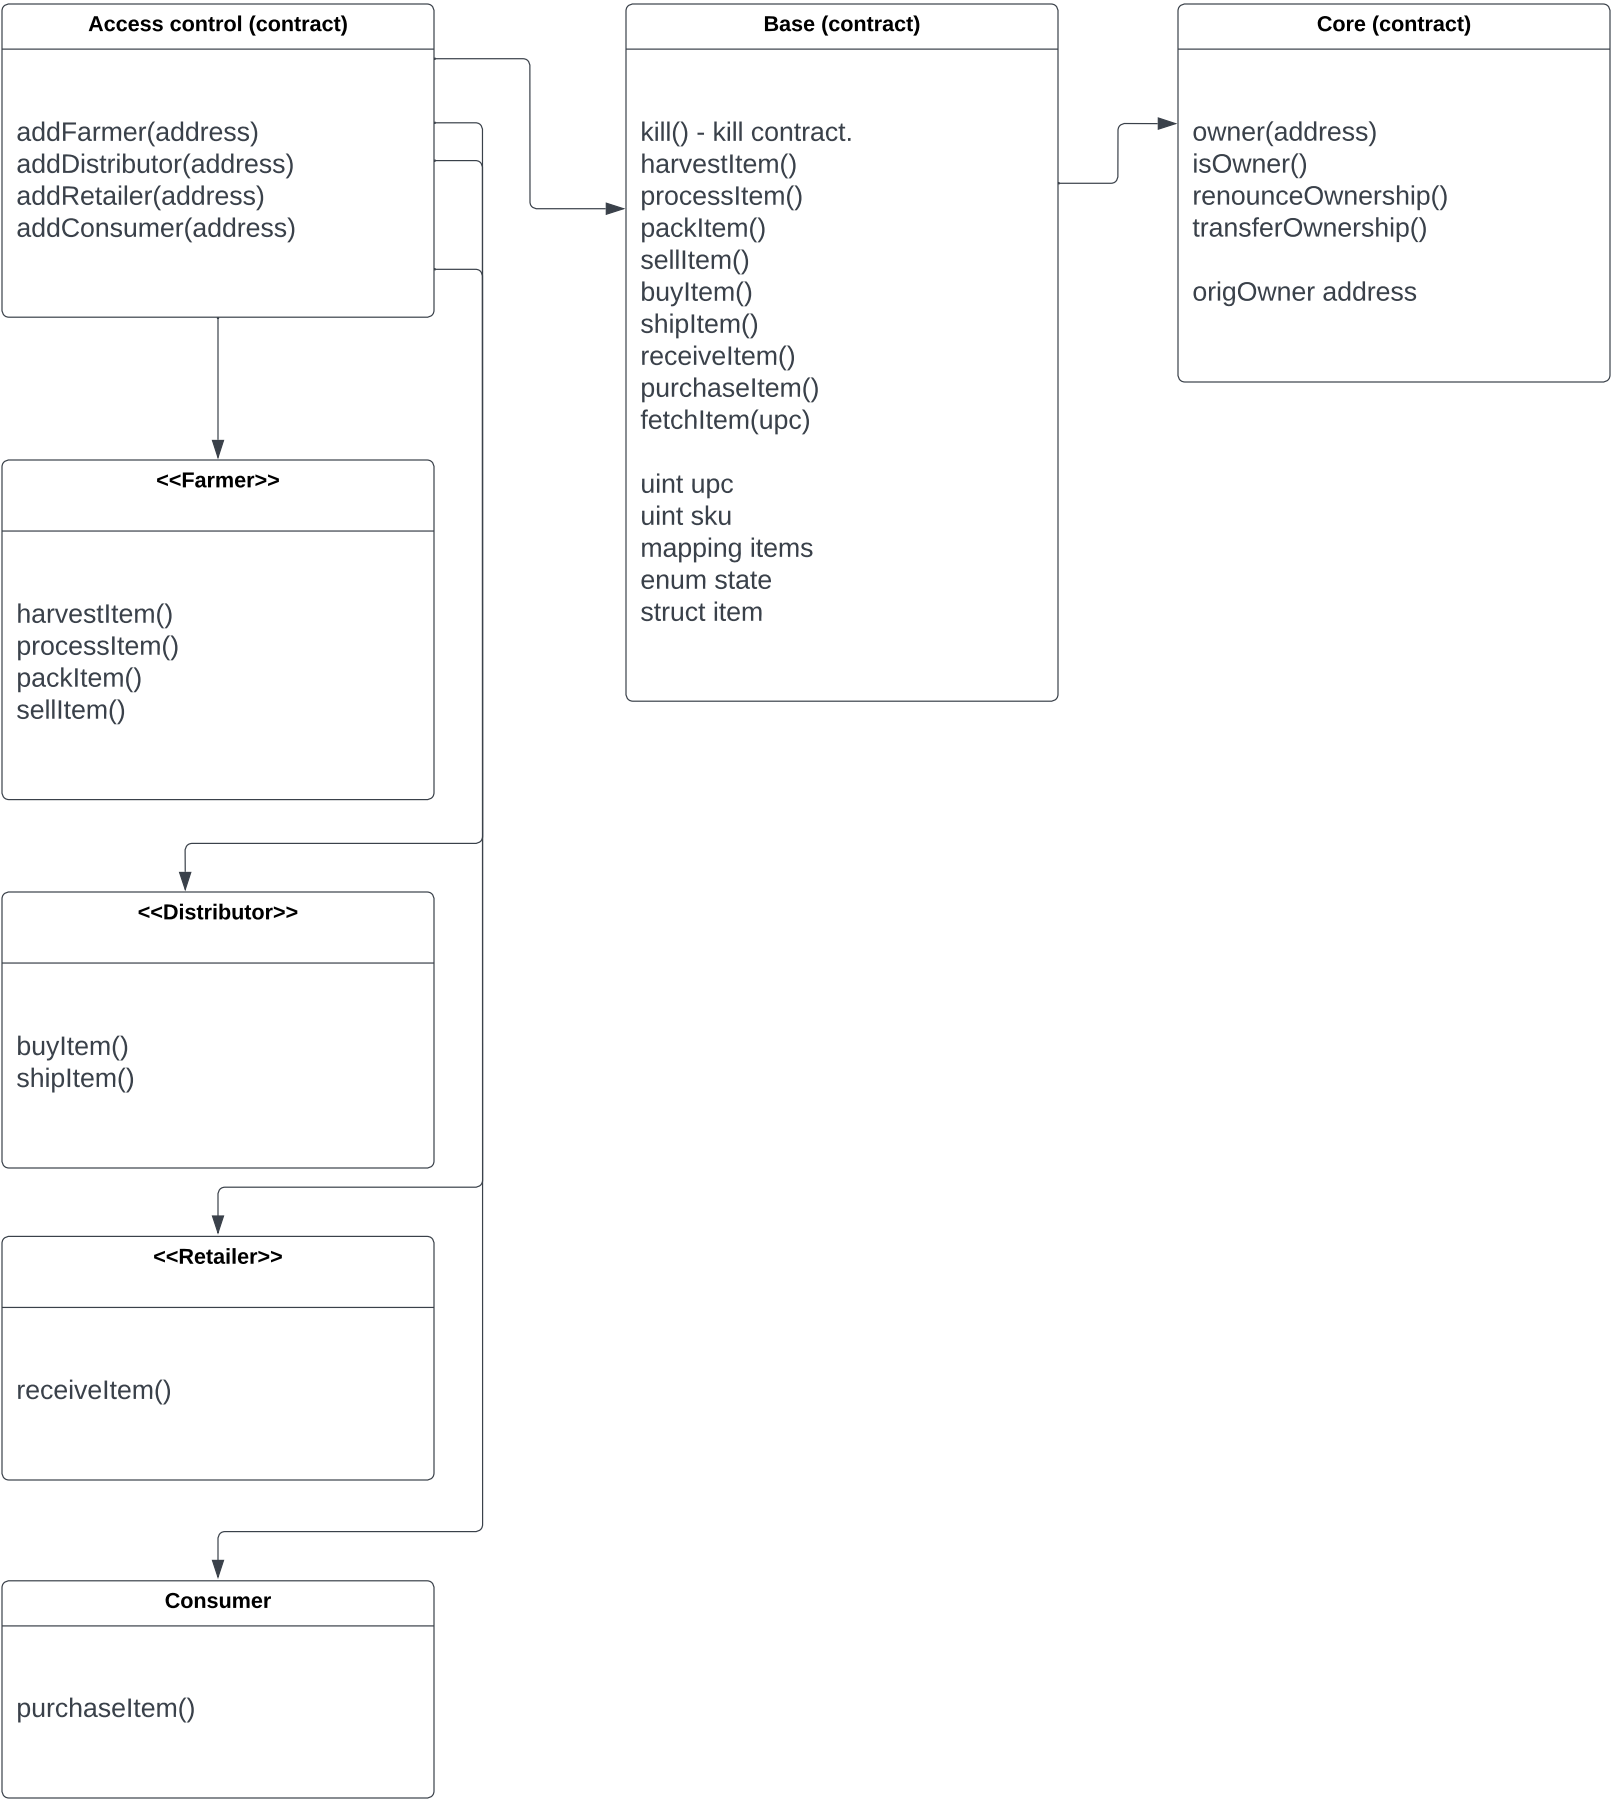 Access control (contract)
addFarmer(address)
addDistributor(address)
addRetailer(address)
addConsumer(address)
Base (contract)
kill() - kill contract.
harvestItem()
processItem()
packItem()
sellItem()
buyItem()
shipItem()
receiveItem()
purchaseItem()
fetchItem(upc)
uint upc
uint sku
mapping items
enum state
struct item
Core (contract)
owner(address)
isOwner()
renounceOwnership()
transferOwnership()
origOwner address
<<Farmer>>
harvestItem()
processItem()
packItem()
sellItem()
<<Distributor>>
buyItem()
shipItem()
<<Retailer>>
receiveItem()
Consumer
purchaseItem()